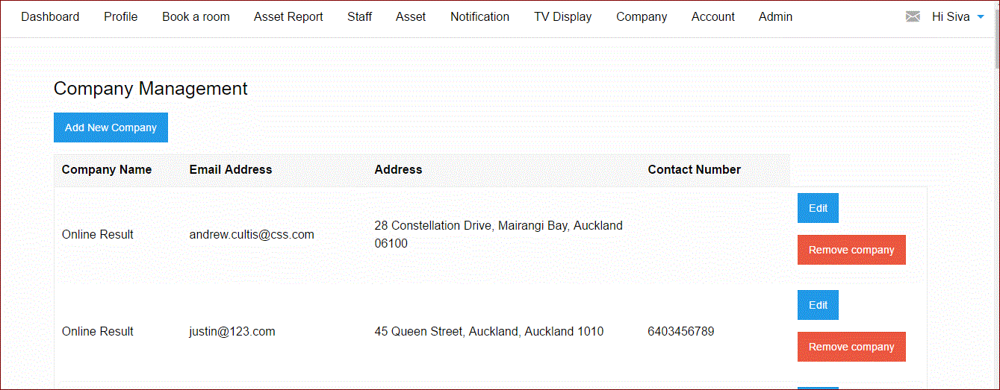 Dashboard Profile Book a room Asset Report Staff Asset Notification TV Display Company Account Admin Hi Siva
Company Management
Add New Company
Company Name Email Address Address Contact Number
Online Result andrew.cultis@css.com 28 Constellation Drive, Mairangi Bay, Auckland
06100
Edit
Remove company
Online Result justin@123.com 45 Queen Street, Auckland, Auckland 1010 6403456789
Edit
Remove company